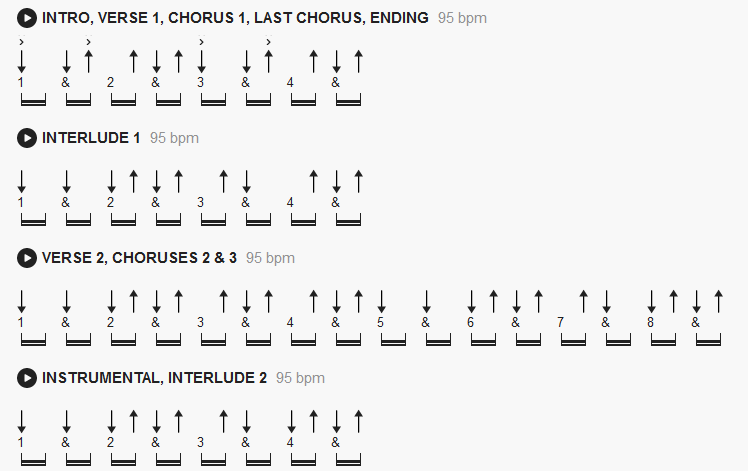 INTRO, VERSE 1, CHORUS 1, LAST CHORUS, ENDING 95 bpm
1 & 2 & 3 & 4 &
INTERLUDE 1 95 bpm
1 & 2 & 3 & 4 &
VERSE 2, CHORUSES 2 & 3 95 bpm
1 & 2 & 3 & 4 & 5 & 6 & 7 & 8 &
INSTRUMENTAL, INTERLUDE 2 95 bpm
1 & 2 & 3 & 4 &